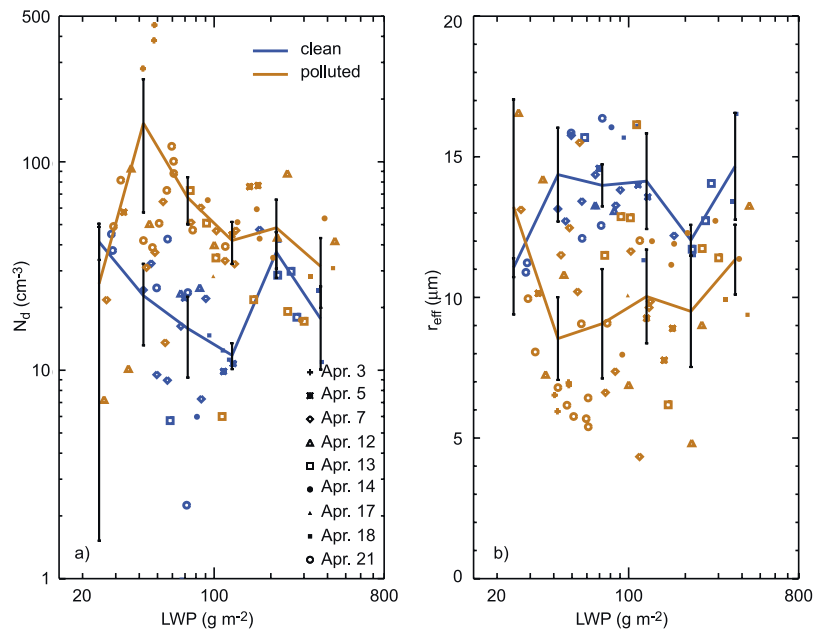 500
100
10
1
N_d (cm-3)
clean
polluted
Apr. 3
Apr. 5
Apr. 7
Apr. 12
Apr. 13
Apr. 14
Apr. 17
Apr. 18
Apr. 21
a)
20 100 800
LWP (g m-2)
20
15
10
5
0
r_eff (μm)
b)
20 100 800
LWP (g m-2)